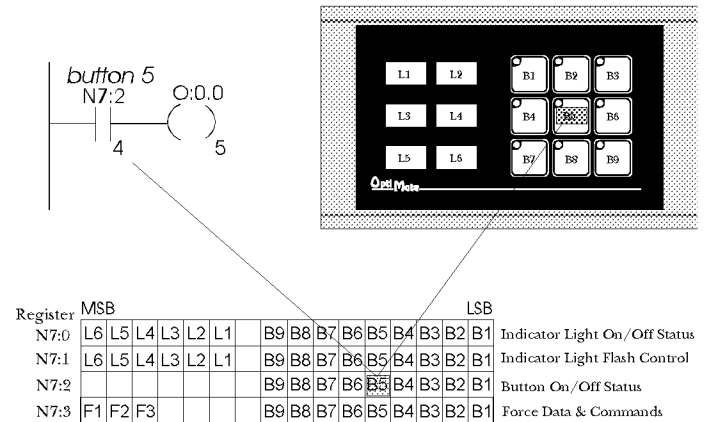 button 5
N7:2
O:0.0
4
5
L1 L2 B1 B2 B3
L3 L4 B4 B5 B6
L5 L6 B7 B8 B9
OptiMate
Register MSB LSB
N7:0 L6 L5 L4 L3 L2 L1 B9 B8 B7 B6 B5 B4 B3 B2 B1 Indicator Light On/Off Status
N7:1 L6 L5 L4 L3 L2 L1 B9 B8 B7 B6 B5 B4 B3 B2 B1 Indicator Light Flash Control
N7:2 B9 B8 B7 B6 B5 B4 B3 B2 B1 Button On/Off Status
N7:3 F1 F2 F3 B9 B8 B7 B6 B5 B4 B3 B2 B1 Force Data & Commands